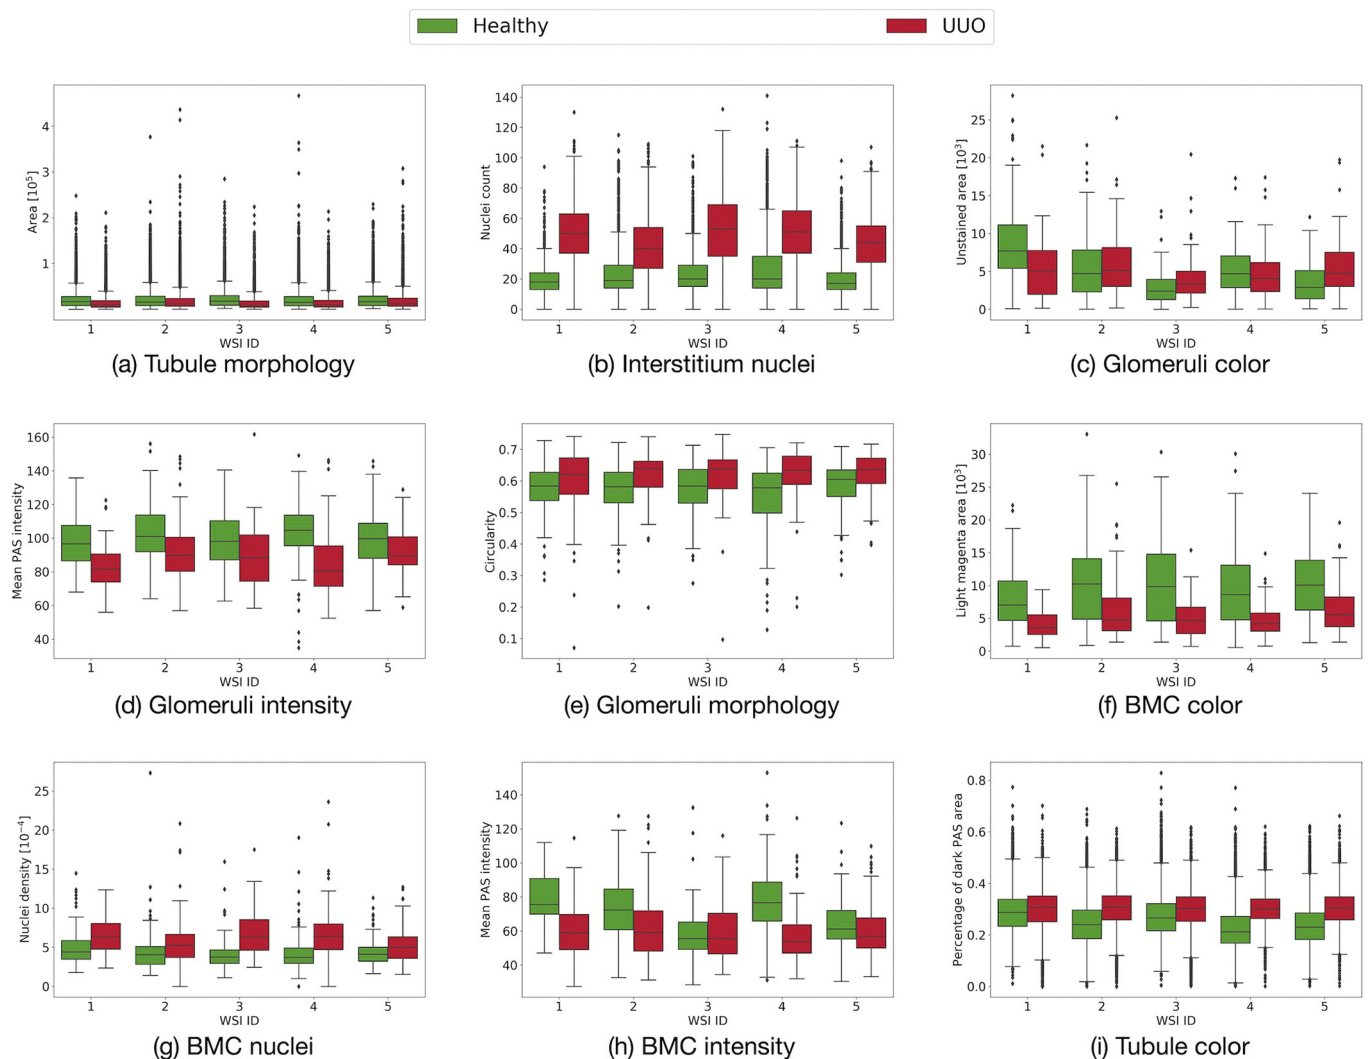 Healthy UUO
Area [10⁵]
4
3
2
1
1 2 3 4 5
WSI ID
(a) Tubule morphology
Nuclei count
140
120
100
80
60
40
20
0
1 2 3 4 5
WSI ID
(b) Interstitium nuclei
Unstained area [10³]
25
20
15
10
5
0
1 2 3 4 5
WSI ID
(c) Glomeruli color
Mean PAS intensity
160
140
120
100
80
60
40
1 2 3 4 5
WSI ID
(d) Glomeruli intensity
Circularity
0.7
0.6
0.5
0.4
0.3
0.2
0.1
1 2 3 4 5
WSI ID
(e) Glomeruli morphology
Light magenta area [10³]
30
25
20
15
10
5
0
1 2 3 4 5
WSI ID
(f) BMC color
Nuclei density [10⁻⁴]
25
20
15
10
5
0
1 2 3 4 5
WSI ID
(g) BMC nuclei
Mean PAS intensity
140
120
100
80
60
40
1 2 3 4 5
WSI ID
(h) BMC intensity
Percentage of dark PAS area
0.8
0.6
0.4
0.2
0.0
1 2 3 4 5
WSI ID
(i) Tubule color